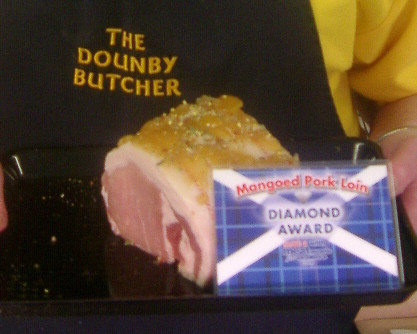 THE
DOUNBY
BUTCHER
Mangoed Pork Loin
DIAMOND
AWARD